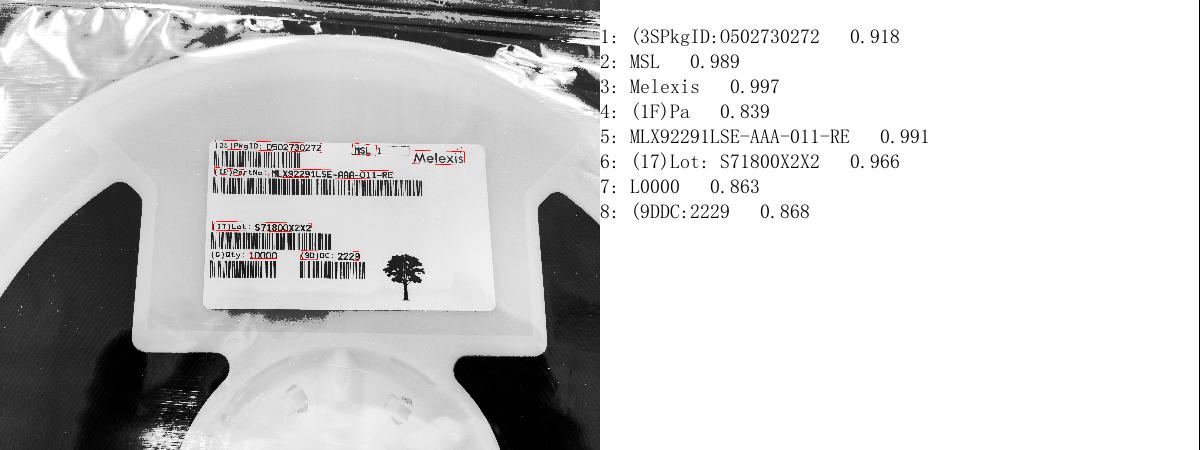 (3S)PkgID: 0502730272 MSL 1 Melexis
(1F)PartNo: MLX92291LSE-AAA-011-RE
(1T)Lot: S71800X2X2
(Q)Qty: 10000 (9D)DC: 2229
1: (3SPkgID:0502730272 0.918
2: MSL 0.989
3: Melexis 0.997
4: (1F)Pa 0.839
5: MLX92291LSE-AAA-011-RE 0.991
6: (17)Lot: S71800X2X2 0.966
7: L0000 0.863
8: (9DDC:2229 0.868